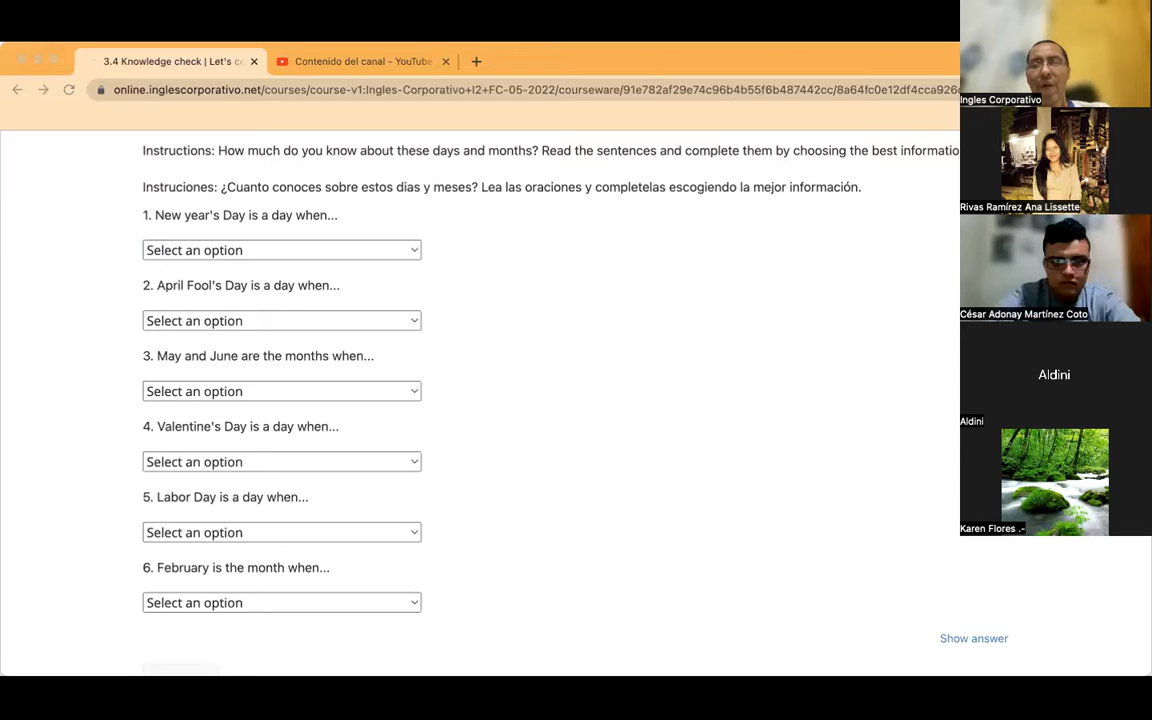 3.4 Knowledge check | Let's c
Contenido del canal - YouTube
online.inglescorporativo.net/courses/course-v1:Ingles-Corporativo+I2+FC-05-2022/courseware/91e782af29e74c96b4b55f6b487442cc/8a64fc0e12df4cca926
Instructions: How much do you know about these days and months? Read the sentences and complete them by choosing the best informatio
Instruciones: ¿Cuanto conoces sobre estos dias y meses? Lea las oraciones y completelas escogiendo la mejor información.
1. New year's Day is a day when...
Select an option
2. April Fool's Day is a day when...
Select an option
3. May and June are the months when...
Select an option
4. Valentine's Day is a day when...
Select an option
5. Labor Day is a day when...
Select an option
6. February is the month when...
Select an option
Show answer
Ingles Corporativo
Rivas Ramírez Ana Lissette
César Adonay Martínez Coto
Aldini
Aldini
Karen Flores .-